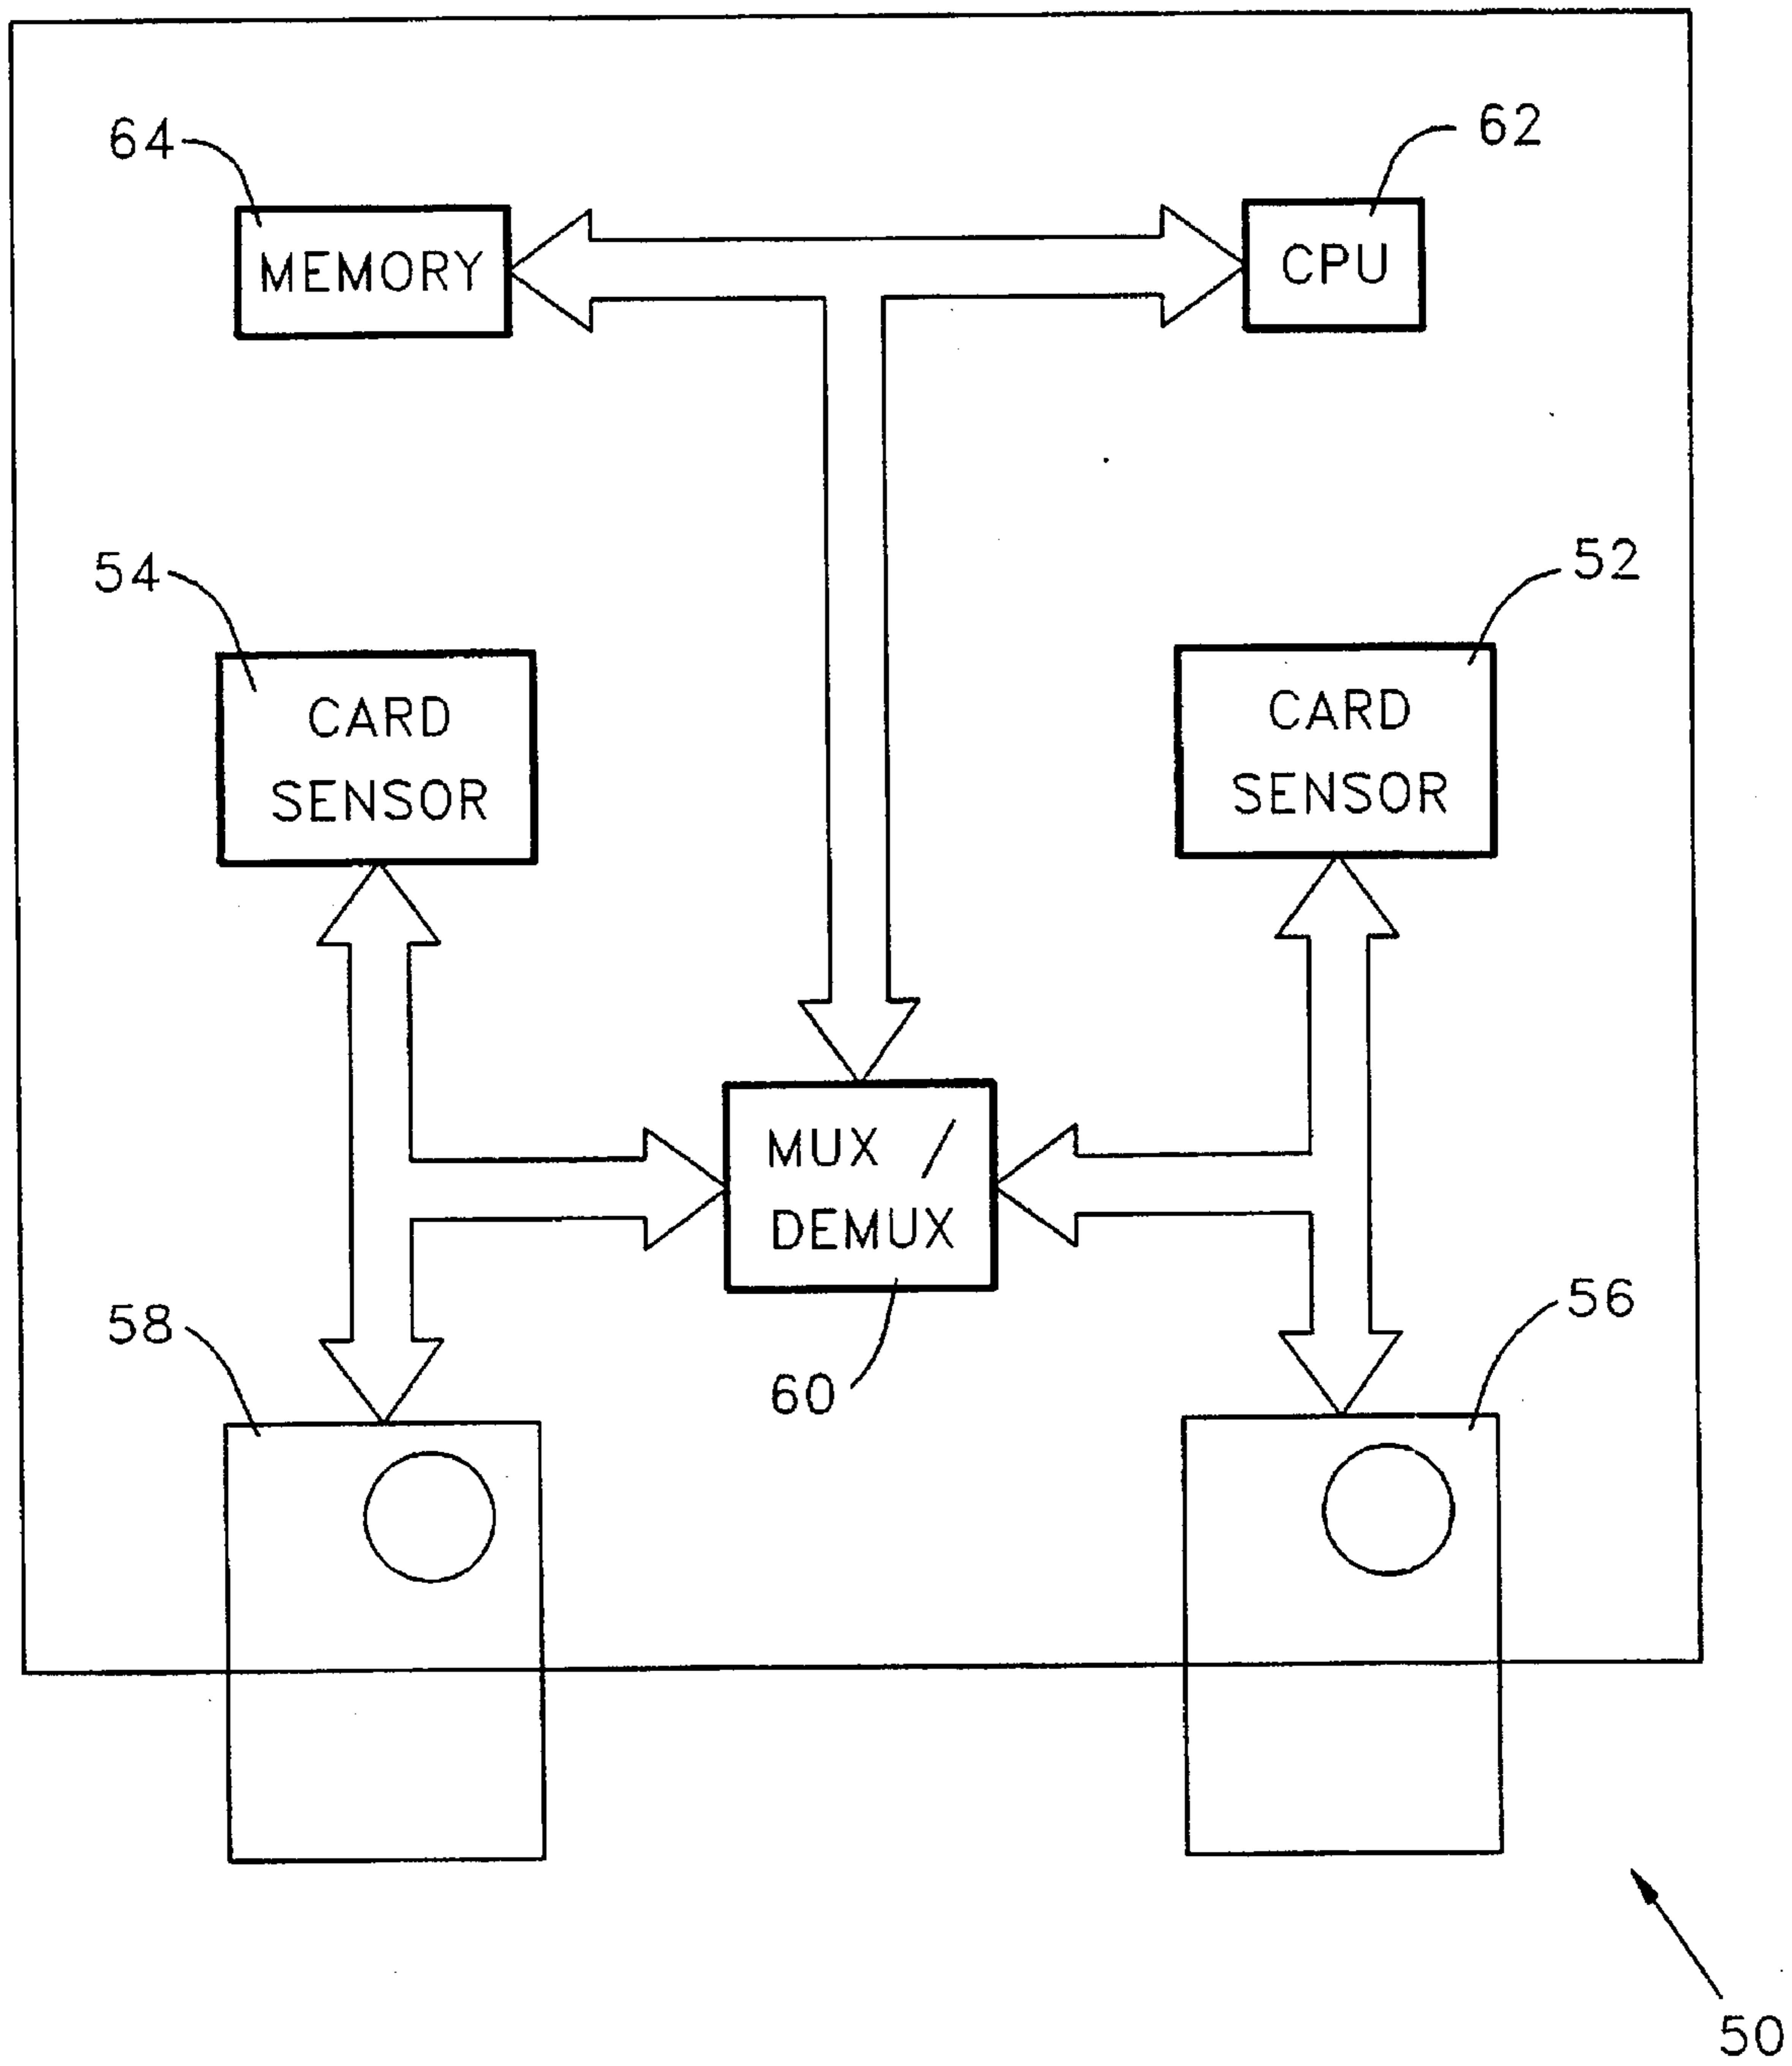 64
62
MEMORY
CPU
54
52
CARD
SENSOR
CARD
SENSOR
MUX /
DEMUX
58
56
60
50